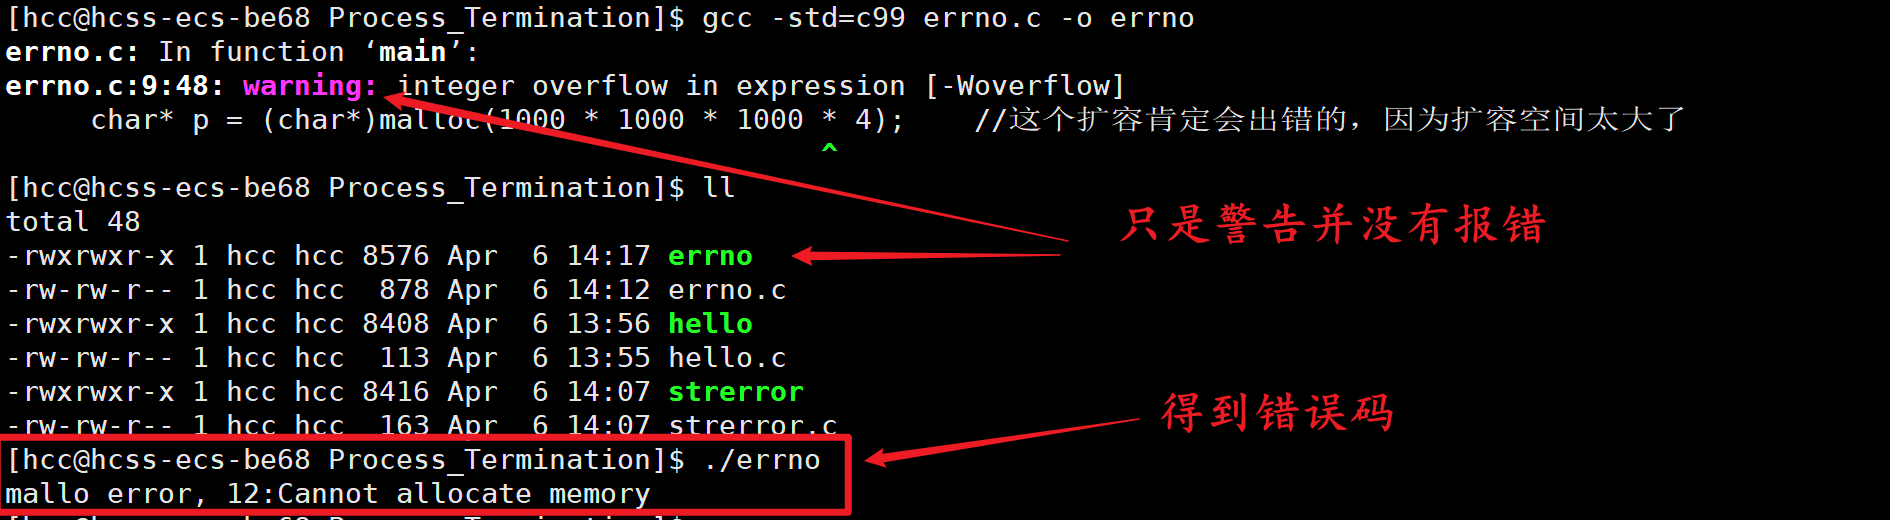 [hcc@hcss-ecs-be68 Process_Termination]$ gcc -std=c99 errno.c -o errno
errno.c: In function ‘main’:
errno.c:9:48: warning: integer overflow in expression [-Woverflow]
char* p = (char*)malloc(1000 * 1000 * 1000 * 4); //这个扩容肯定会出错的，因为扩容空间太大了
^
[hcc@hcss-ecs-be68 Process_Termination]$ ll
total 48
只是警告并没有报错
-rwxrwxr-x 1 hcc hcc 8576 Apr  6 14:17 errno
-rw-rw-r-- 1 hcc hcc  878 Apr  6 14:12 errno.c
-rwxrwxr-x 1 hcc hcc 8408 Apr  6 13:56 hello
-rw-rw-r-- 1 hcc hcc  113 Apr  6 13:55 hello.c
-rwxrwxr-x 1 hcc hcc 8416 Apr  6 14:07 strerror
-rw-rw-r-- 1 hcc hcc  163 Apr  6 14:07 strerror.c
得到错误码
[hcc@hcss-ecs-be68 Process_Termination]$ ./errno
mallo error, 12:Cannot allocate memory